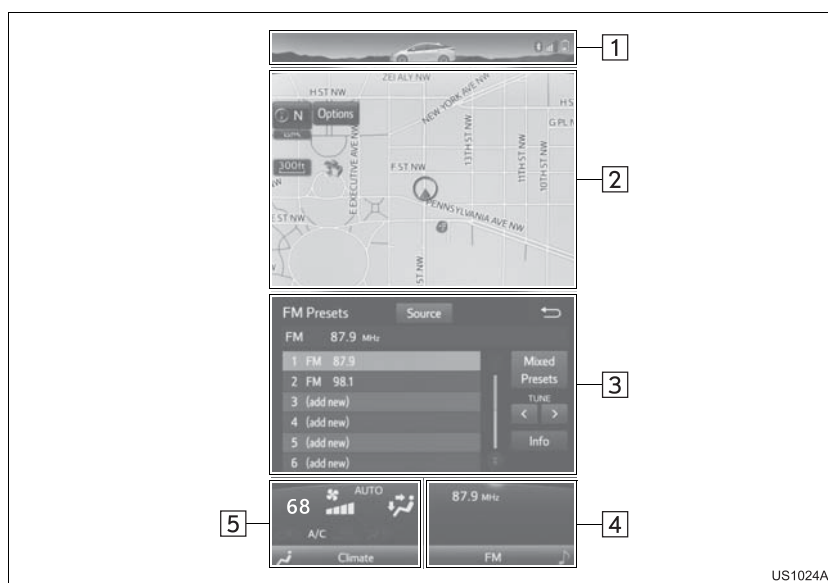 1
ZEI ALY NW
H ST NW
NEW YORK AVE NW
H S
N
Options
G PL N
300ft
E EXECUTIVE AVE NW
F ST NW
13TH ST NW
11TH ST NW
10TH ST NW
2
PENNSYLVANIA AVE NW
E ST NW
ST NW
FM Presets
Source
FM 87.9 MHz
1 FM 87.9
2 FM 98.1
3 (add new)
4 (add new)
5 (add new)
6 (add new)
Mixed
Presets
TUNE
< >
Info
3
68
AUTO
A/C
Climate
5
87.9 MHz
FM
4
US1024A